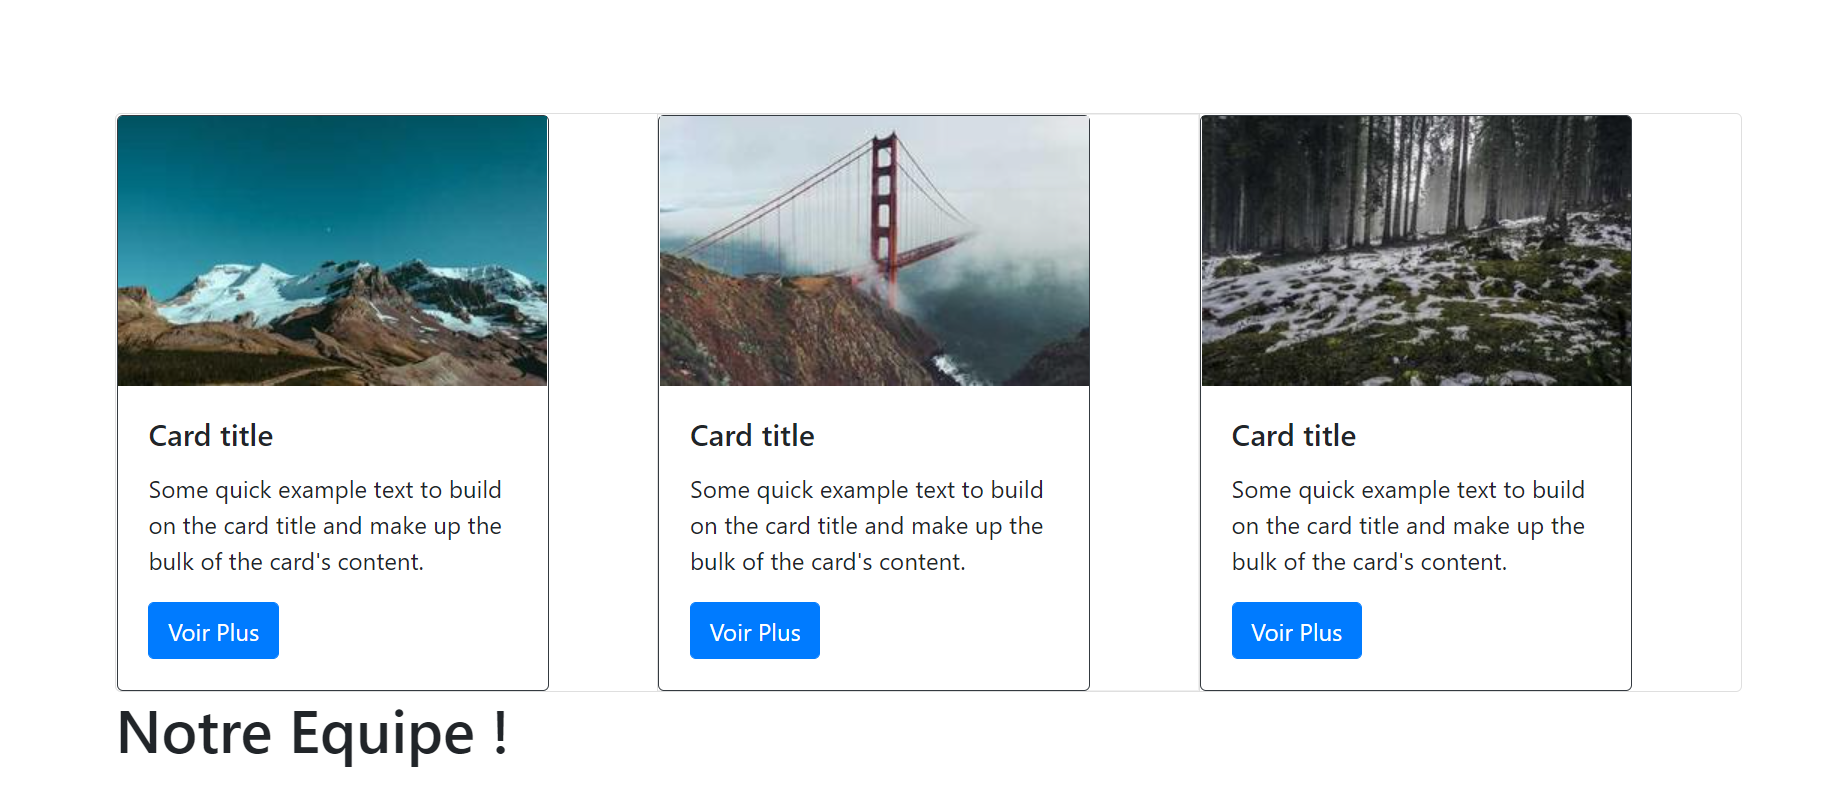 Card title
Some quick example text to build
on the card title and make up the
bulk of the card's content.
Voir Plus
Card title
Some quick example text to build
on the card title and make up the
bulk of the card's content.
Voir Plus
Card title
Some quick example text to build
on the card title and make up the
bulk of the card's content.
Voir Plus
Notre Equipe !